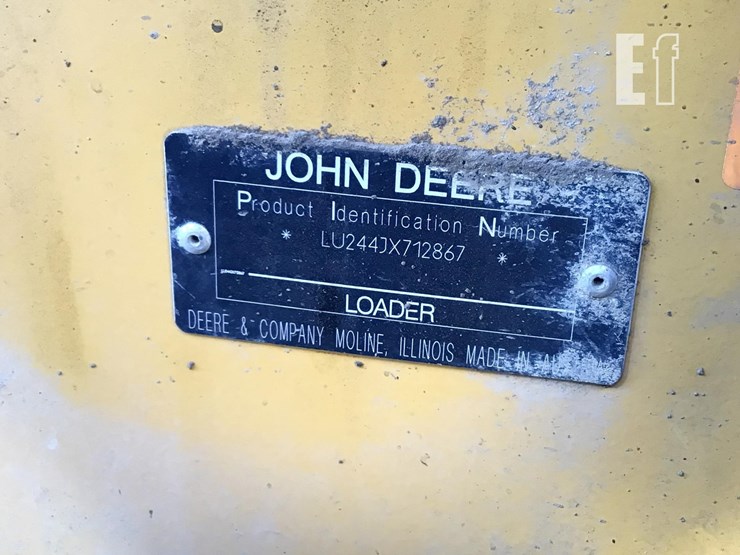 Ef
JOHN DEERE
Product Identification Number
* LU244JX712867 *
LOADER
DEERE & COMPANY MOLINE, ILLINOIS MADE IN